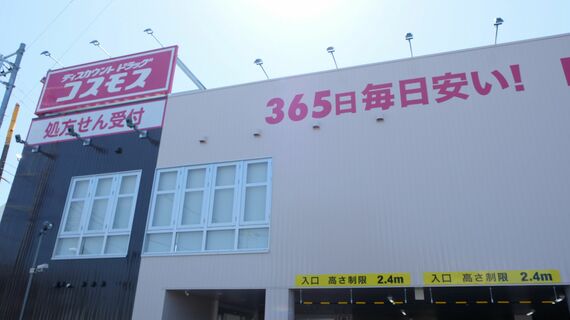 ディスカウント ドラッグ
コスモス
処方せん受付
365日毎日安い!
入口 高さ制限 2.4m
入口 高さ制限 2.4m